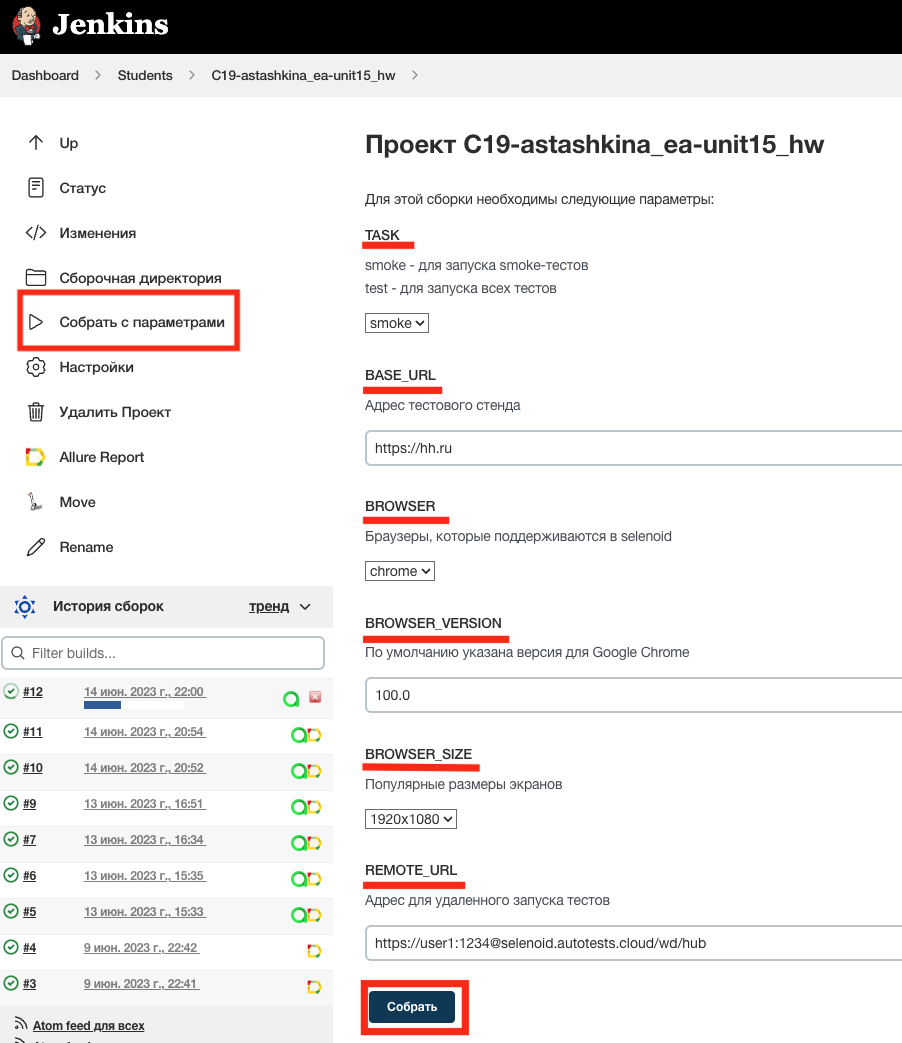 Jenkins
Dashboard
Students
C19-astashkina_ea-unit15_hw
Up
Статус
Изменения
Сборочная директория
Собрать с параметрами
Настройки
Удалить Проект
Allure Report
Move
Rename
История сборок
тренд
Filter builds...
#12 14 июн. 2023 г., 22:00
#11 14 июн. 2023 г., 20:54
#10 14 июн. 2023 г., 20:52
#9 13 июн. 2023 г., 16:51
#7 13 июн. 2023 г., 16:34
#6 13 июн. 2023 г., 15:35
#5 13 июн. 2023 г., 15:33
#4 9 июн. 2023 г., 22:42
#3 9 июн. 2023 г., 22:41
Atom feed для всех
Проект C19-astashkina_ea-unit15_hw
Для этой сборки необходимы следующие параметры:
TASK
smoke - для запуска smoke-тестов
test - для запуска всех тестов
smoke
BASE_URL
Адрес тестового стенда
https://hh.ru
BROWSER
Браузеры, которые поддерживаются в selenoid
chrome
BROWSER_VERSION
По умолчанию указана версия для Google Chrome
100.0
BROWSER_SIZE
Популярные размеры экранов
1920x1080
REMOTE_URL
Адрес для удаленного запуска тестов
https://user1:1234@selenoid.autotests.cloud/wd/hub
Собрать